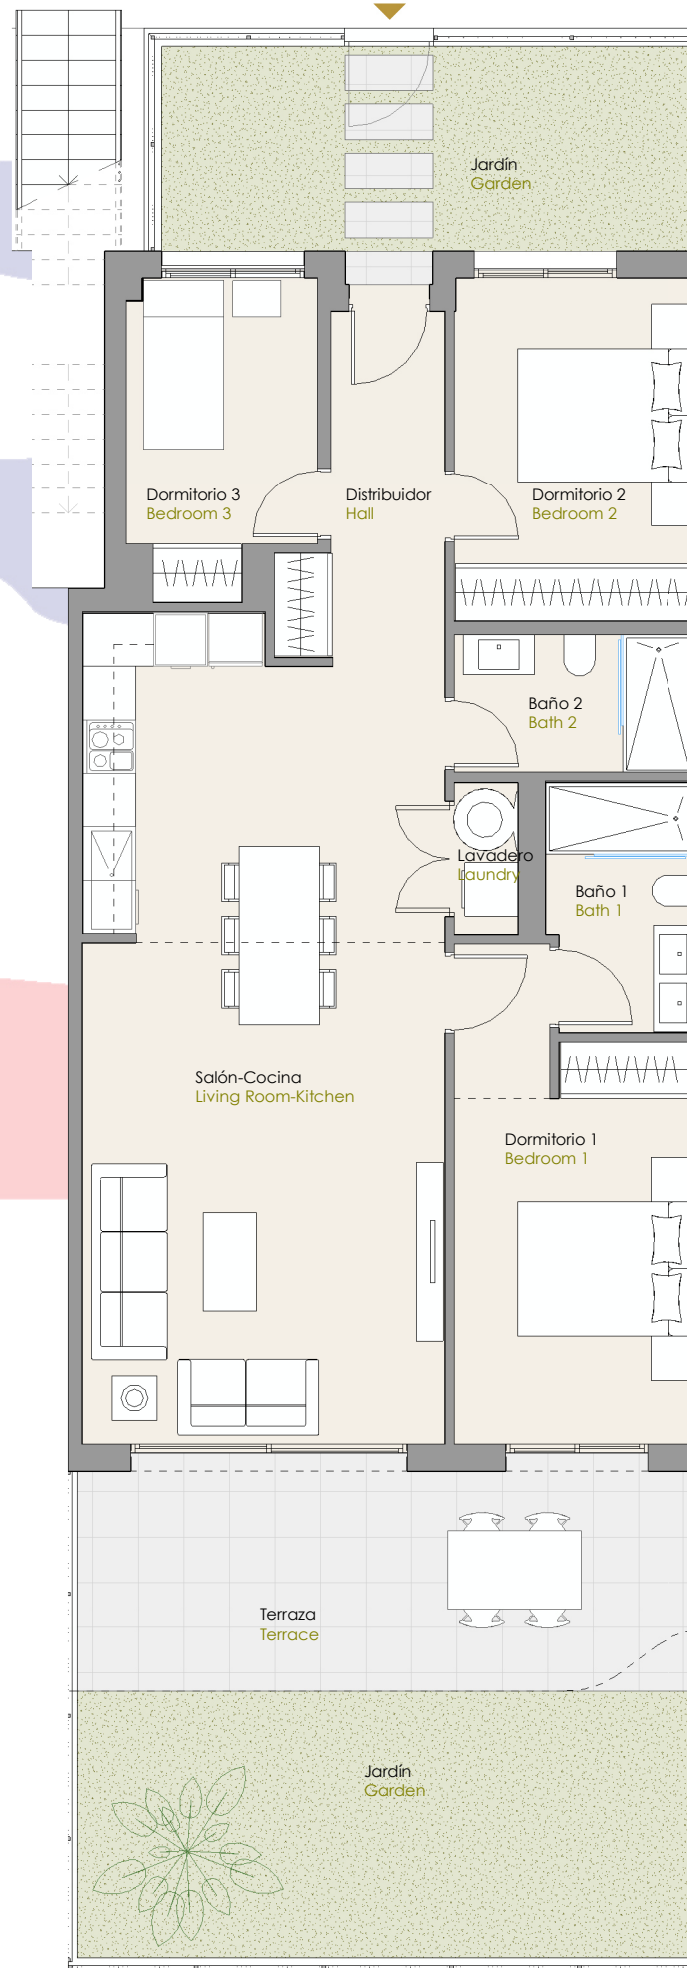 Jardín
Garden
Dormitorio 3
Bedroom 3
Distribuidor
Hall
Dormitorio 2
Bedroom 2
Baño 2
Bath 2
Lavadero
Laundry
Baño 1
Bath 1
Salón-Cocina
Living Room-Kitchen
Dormitorio 1
Bedroom 1
Terraza
Terrace
Jardín
Garden